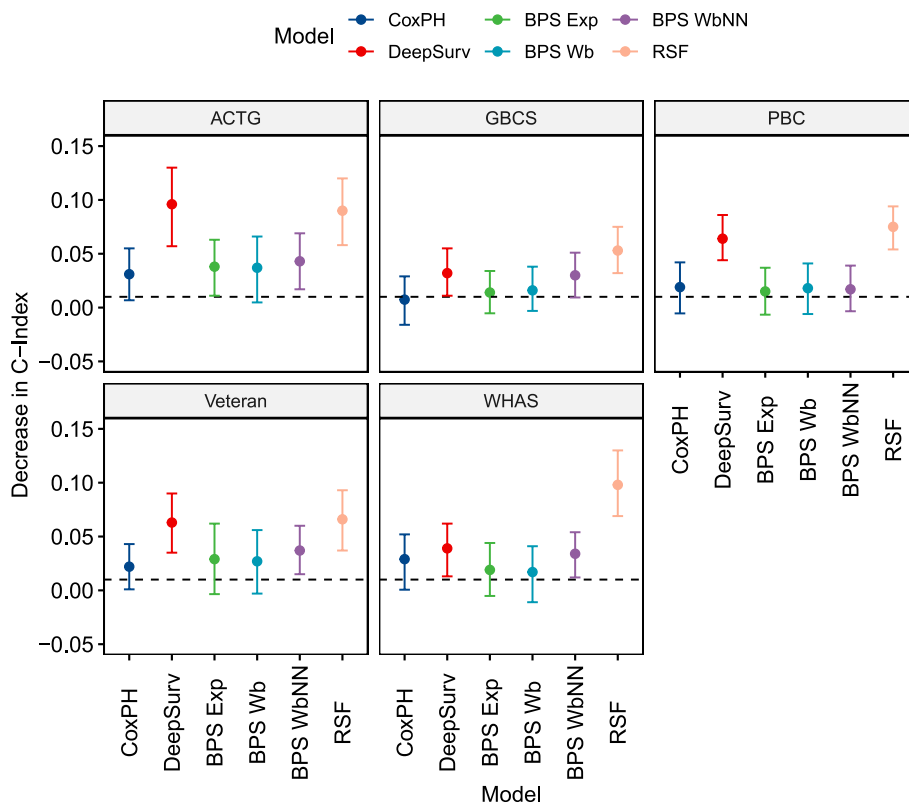 Model
CoxPH
BPS Exp
BPS WbNN
DeepSurv
BPS Wb
RSF
Decrease in C−Index
ACTG
GBCS
PBC
0.15
0.10
0.05
0.00
−0.05
Veteran
WHAS
CoxPH
DeepSurv
BPS Exp
BPS Wb
BPS WbNN
RSF
0.15
0.10
0.05
0.00
−0.05
CoxPH
DeepSurv
BPS Exp
BPS Wb
BPS WbNN
RSF
CoxPH
DeepSurv
BPS Exp
BPS Wb
BPS WbNN
RSF
Model